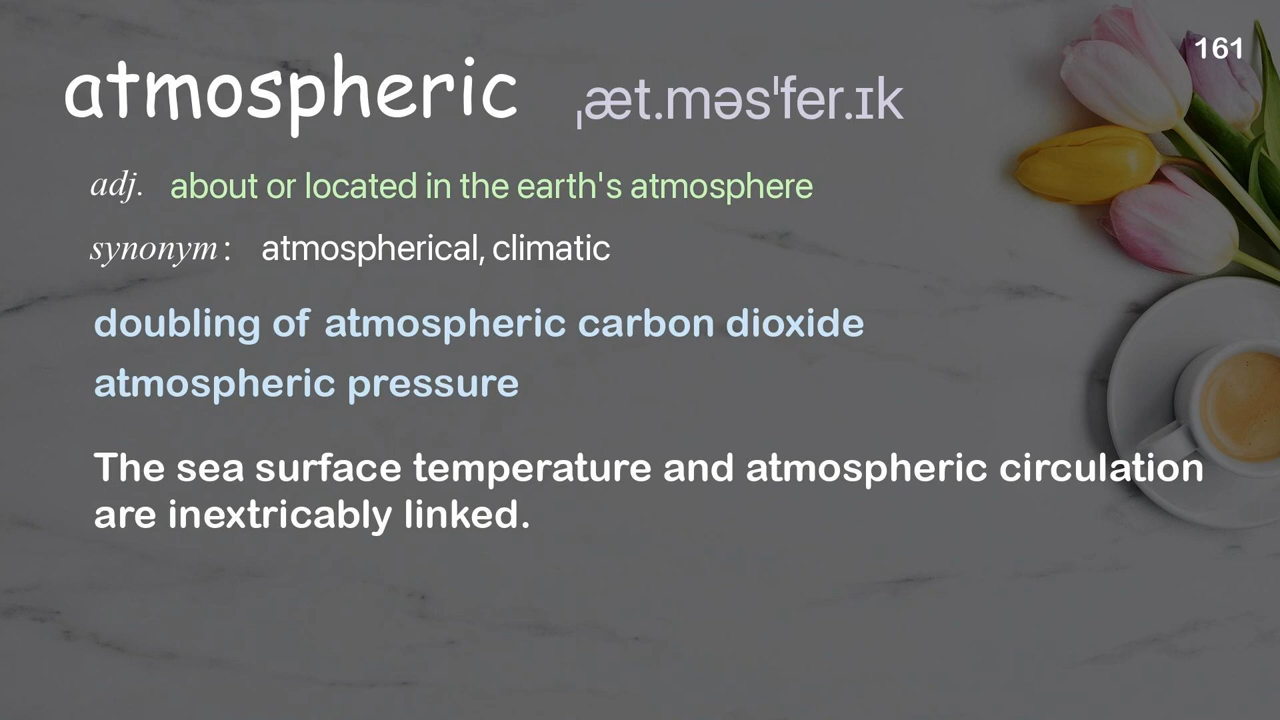 161
atmospheric ˌæt.məsˈfer.ɪk
adj. about or located in the earth's atmosphere
synonym: atmospherical, climatic
doubling of atmospheric carbon dioxide
atmospheric pressure
The sea surface temperature and atmospheric circulation
are inextricably linked.